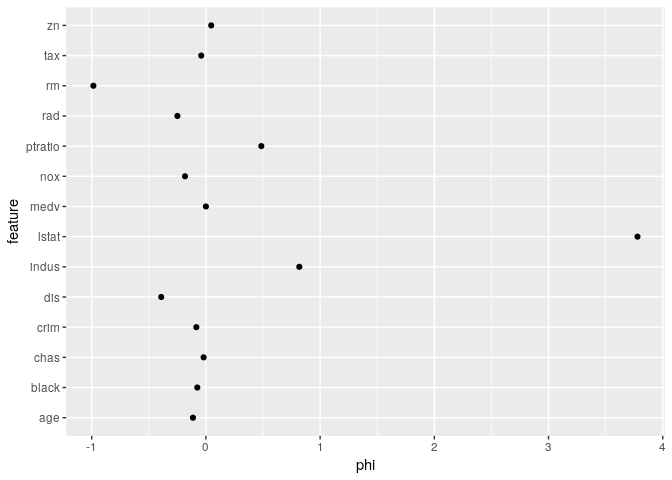 zn
tax
rm
rad
ptratio
nox
medv
lstat
indus
dis
crim
chas
black
age
feature
-1 0 1 2 3 4
phi